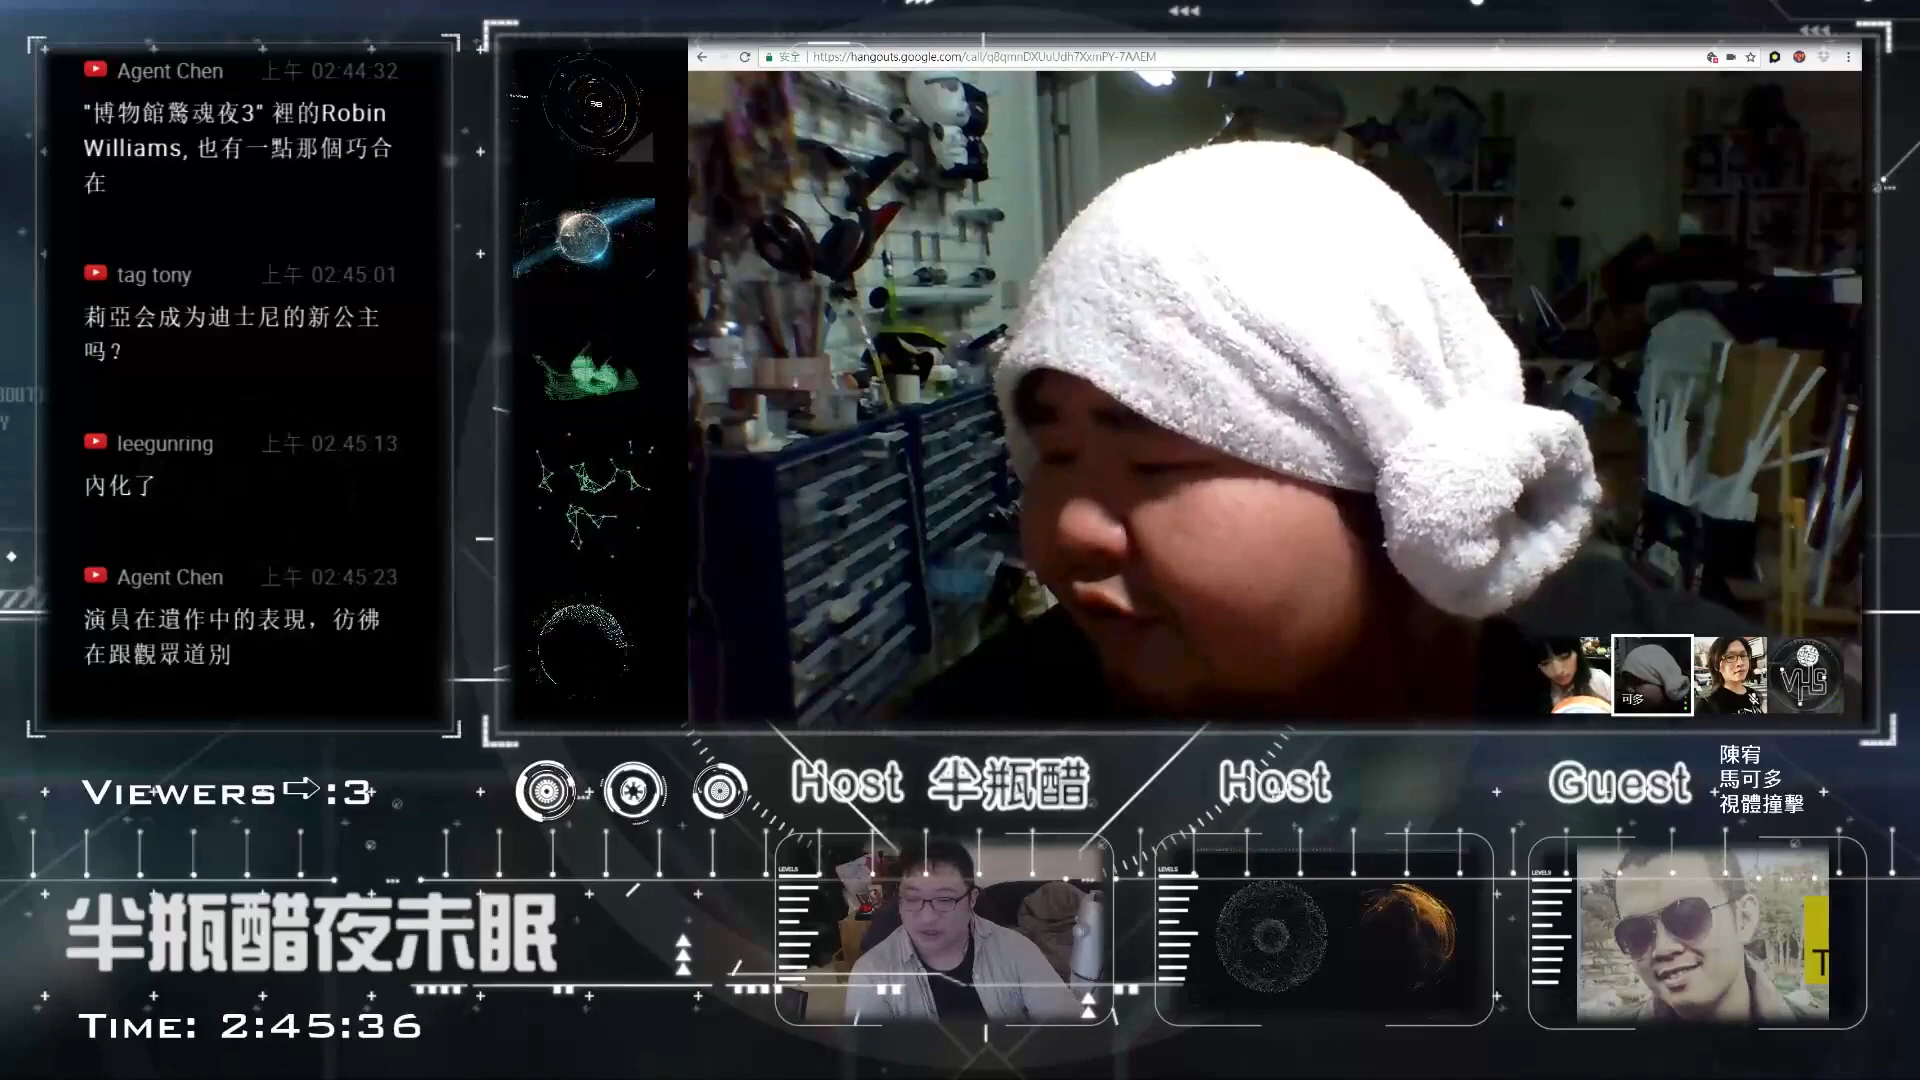 Agent Chen 上午 02:44:32
"博物館驚魂夜3" 裡的Robin
Williams, 也有一點那個巧合
在
tag tony 上午 02:45:01
莉亞会成为迪士尼的新公主
吗?
leegunring 上午 02:45:13
內化了
Agent Chen 上午 02:45:23
演員在遺作中的表現，彷彿
在跟觀眾道別
安全 https://hangouts.google.com/call/q8qmnDXUuUdh7XxmPY-7AAEM
可多
VHS
Viewers⇨:3
Host 半瓶醋
Host
Guest
陳宥
馬可多
視體撞擊
LEVELS
LEVELS
LEVELS
T
半瓶醋夜未眠
Time: 2:45:36